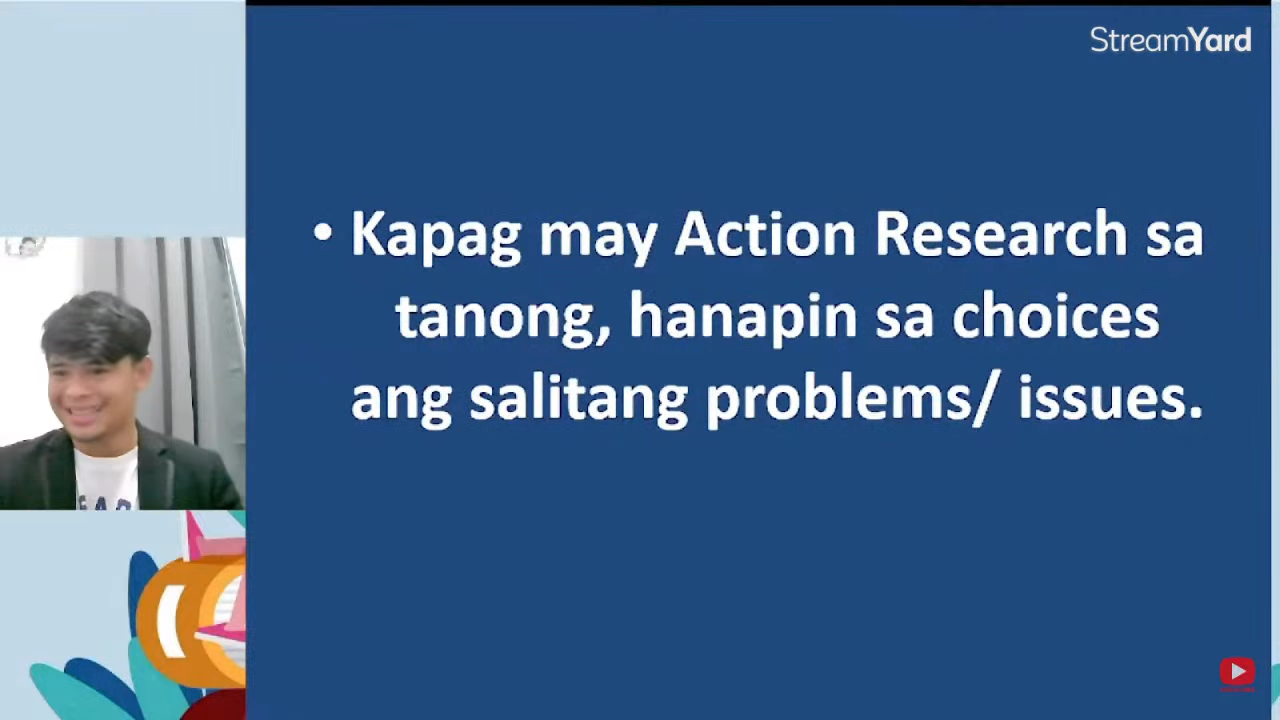 StreamYard
• Kapag may Action Research sa
tanong, hanapin sa choices
ang salitang problems/ issues.